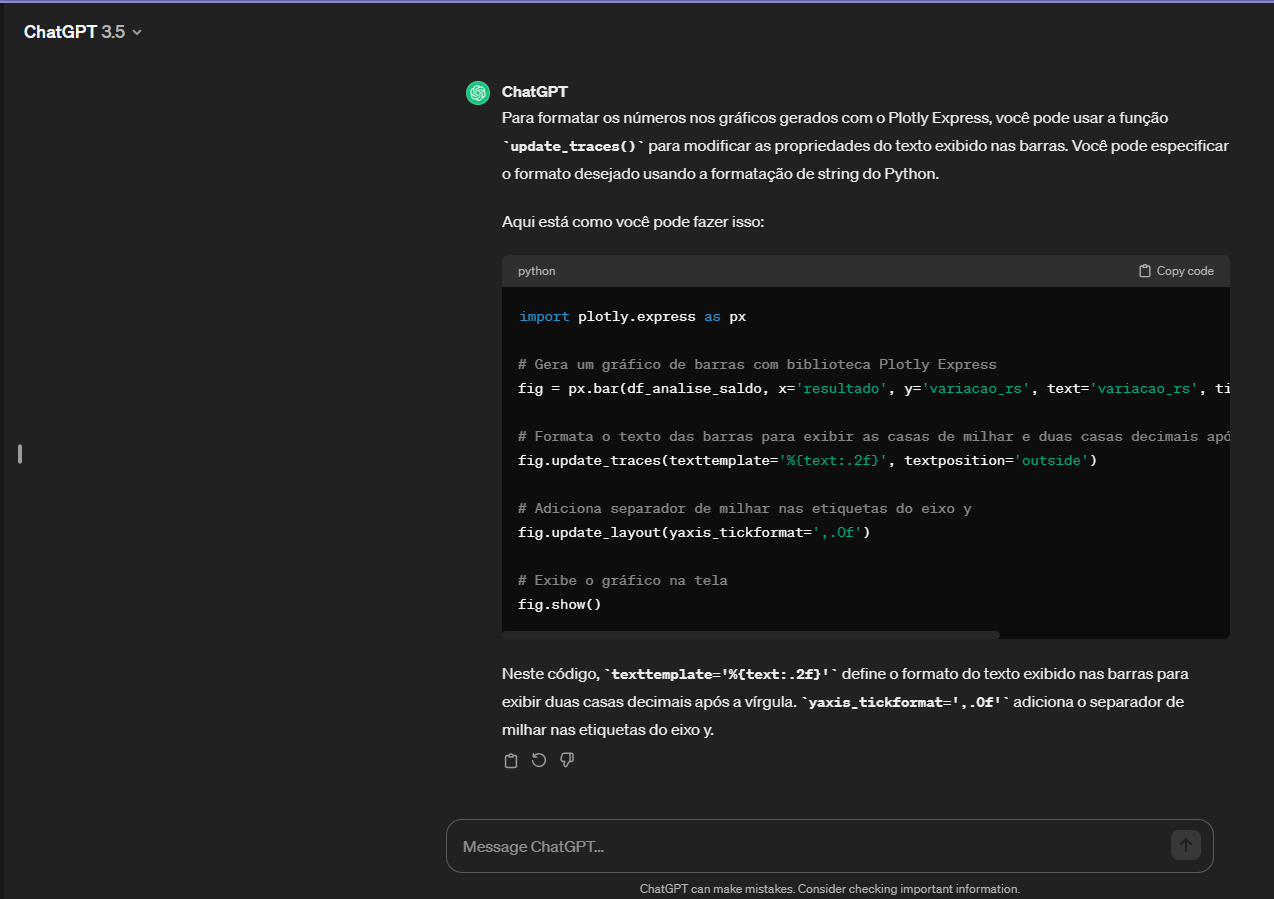 ChatGPT 3.5
ChatGPT
Para formatar os números nos gráficos gerados com o Plotly Express, você pode usar a função
`update_traces()` para modificar as propriedades do texto exibido nas barras. Você pode especificar
o formato desejado usando a formatação de string do Python.
Aqui está como você pode fazer isso:
python
Copy code
import plotly.express as px
# Gera um gráfico de barras com biblioteca Plotly Express
fig = px.bar(df_analise_saldo, x='resultado', y='variacao_rs', text='variacao_rs', ti
# Formata o texto das barras para exibir as casas de milhar e duas casas decimais apó
fig.update_traces(texttemplate='%{text:.2f}', textposition='outside')
# Adiciona separador de milhar nas etiquetas do eixo y
fig.update_layout(yaxis_tickformat=',.0f')
# Exibe o gráfico na tela
fig.show()
Neste código, `texttemplate='%{text:.2f}'` define o formato do texto exibido nas barras para
exibir duas casas decimais após a vírgula. `yaxis_tickformat=',.0f'` adiciona o separador de
milhar nas etiquetas do eixo y.
Message ChatGPT...
ChatGPT can make mistakes. Consider checking important information.